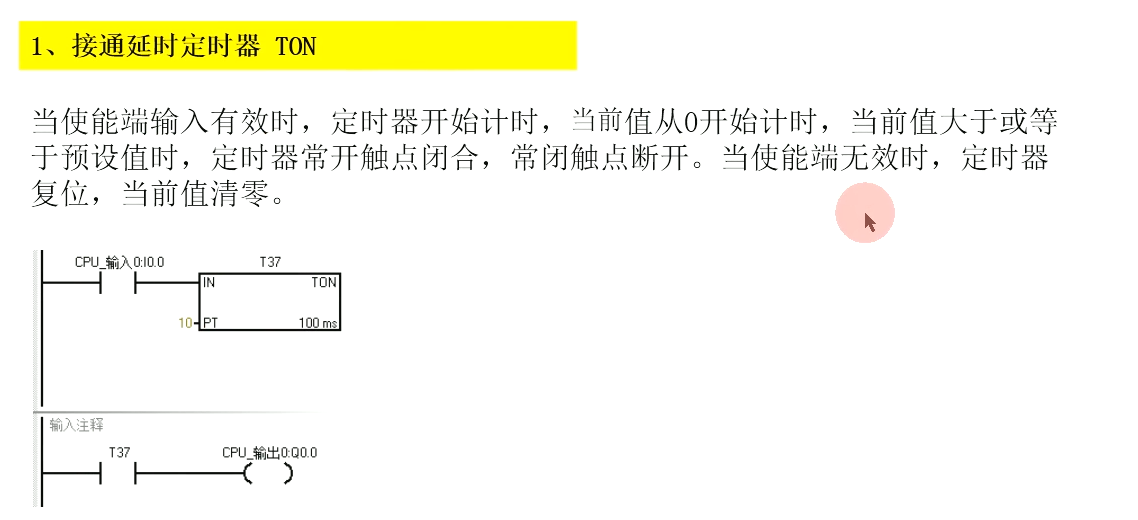 1、接通延时定时器 TON
当使能端输入有效时，定时器开始计时，当前值从0开始计时，当前值大于或等
于预设值时，定时器常开触点闭合，常闭触点断开。当使能端无效时，定时器
复位，当前值清零。
CPU_输入0:I0.0
T37
IN
TON
10
PT
100 ms
输入注释
T37
CPU_输出0:Q0.0